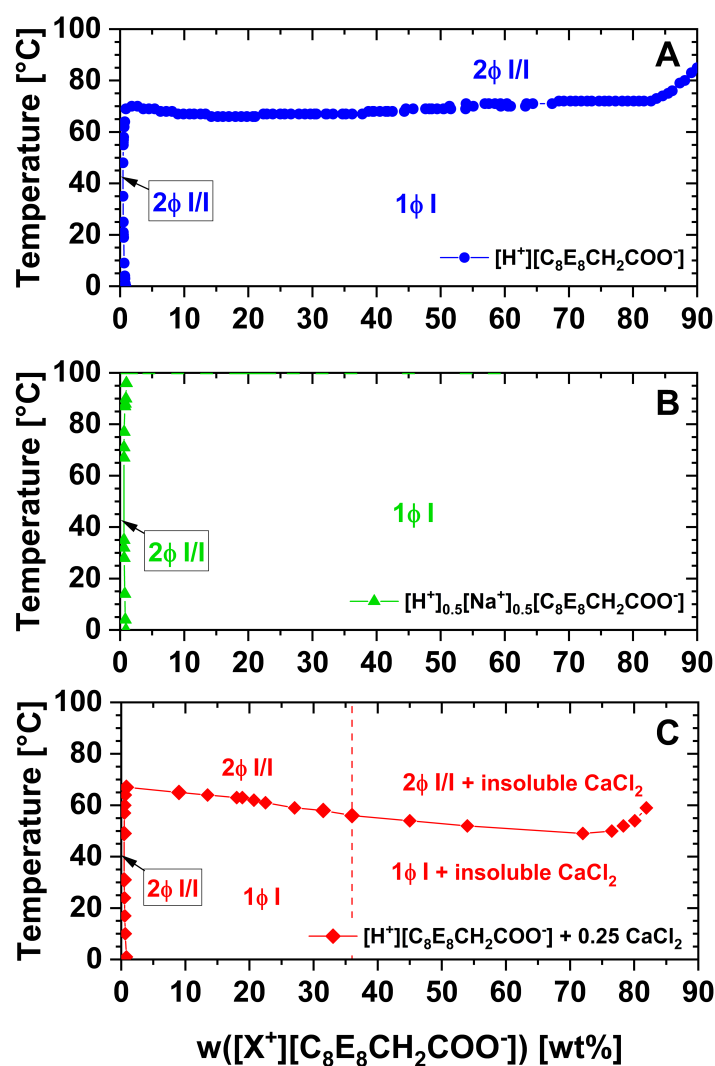 A
2ϕ I/I
100
80
60
40
20
0
Temperature [°C]
2ϕ I/I
1ϕ I
[H⁺][C₈E₈CH₂COO⁻]
0 10 20 30 40 50 60 70 80 90
B
100
80
60
40
20
0
Temperature [°C]
1ϕ I
2ϕ I/I
[H⁺]₀.₅[Na⁺]₀.₅[C₈E₈CH₂COO⁻]
0 10 20 30 40 50 60 70 80 90
C
100
80
60
40
20
0
Temperature [°C]
2ϕ I/I
2ϕ I/I + insoluble CaCl₂
2ϕ I/I
1ϕ I
1ϕ I + insoluble CaCl₂
[H⁺][C₈E₈CH₂COO⁻] + 0.25 CaCl₂
0 10 20 30 40 50 60 70 80 90
w([X⁺][C₈E₈CH₂COO⁻]) [wt%]